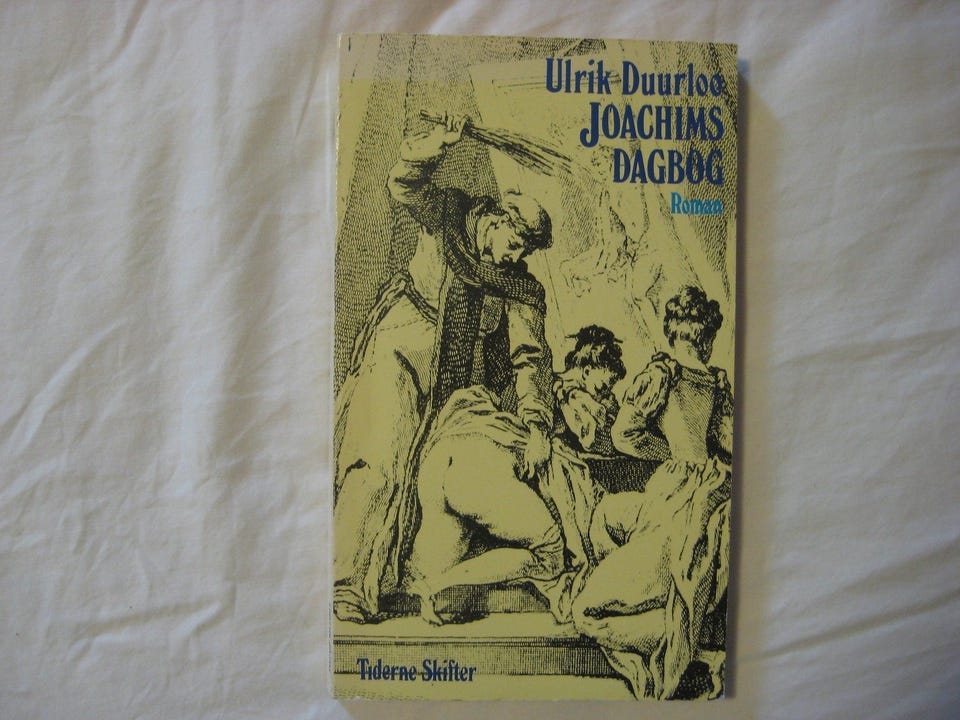 Ulrik Duurloo
JOACHIMS
DAGBOG
Roman
Tiderne Skifter